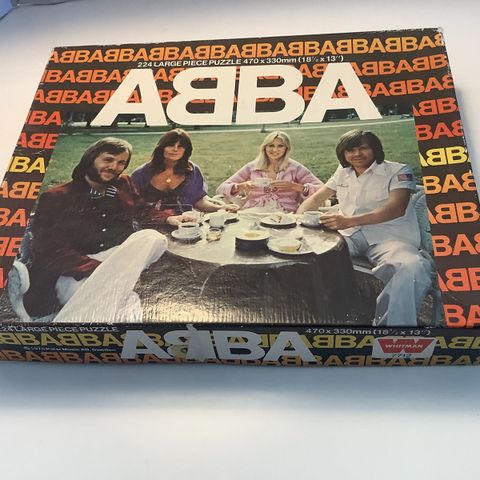 ABBAABBAABBAABBAABBAABBA
224 LARGE PIECE PUZZLE 470 x 330mm (18½ x 13")
ABBA
224 LARGE PIECE PUZZLE
470 x 330mm (18½ x 13")
ABBA
WHITMAN